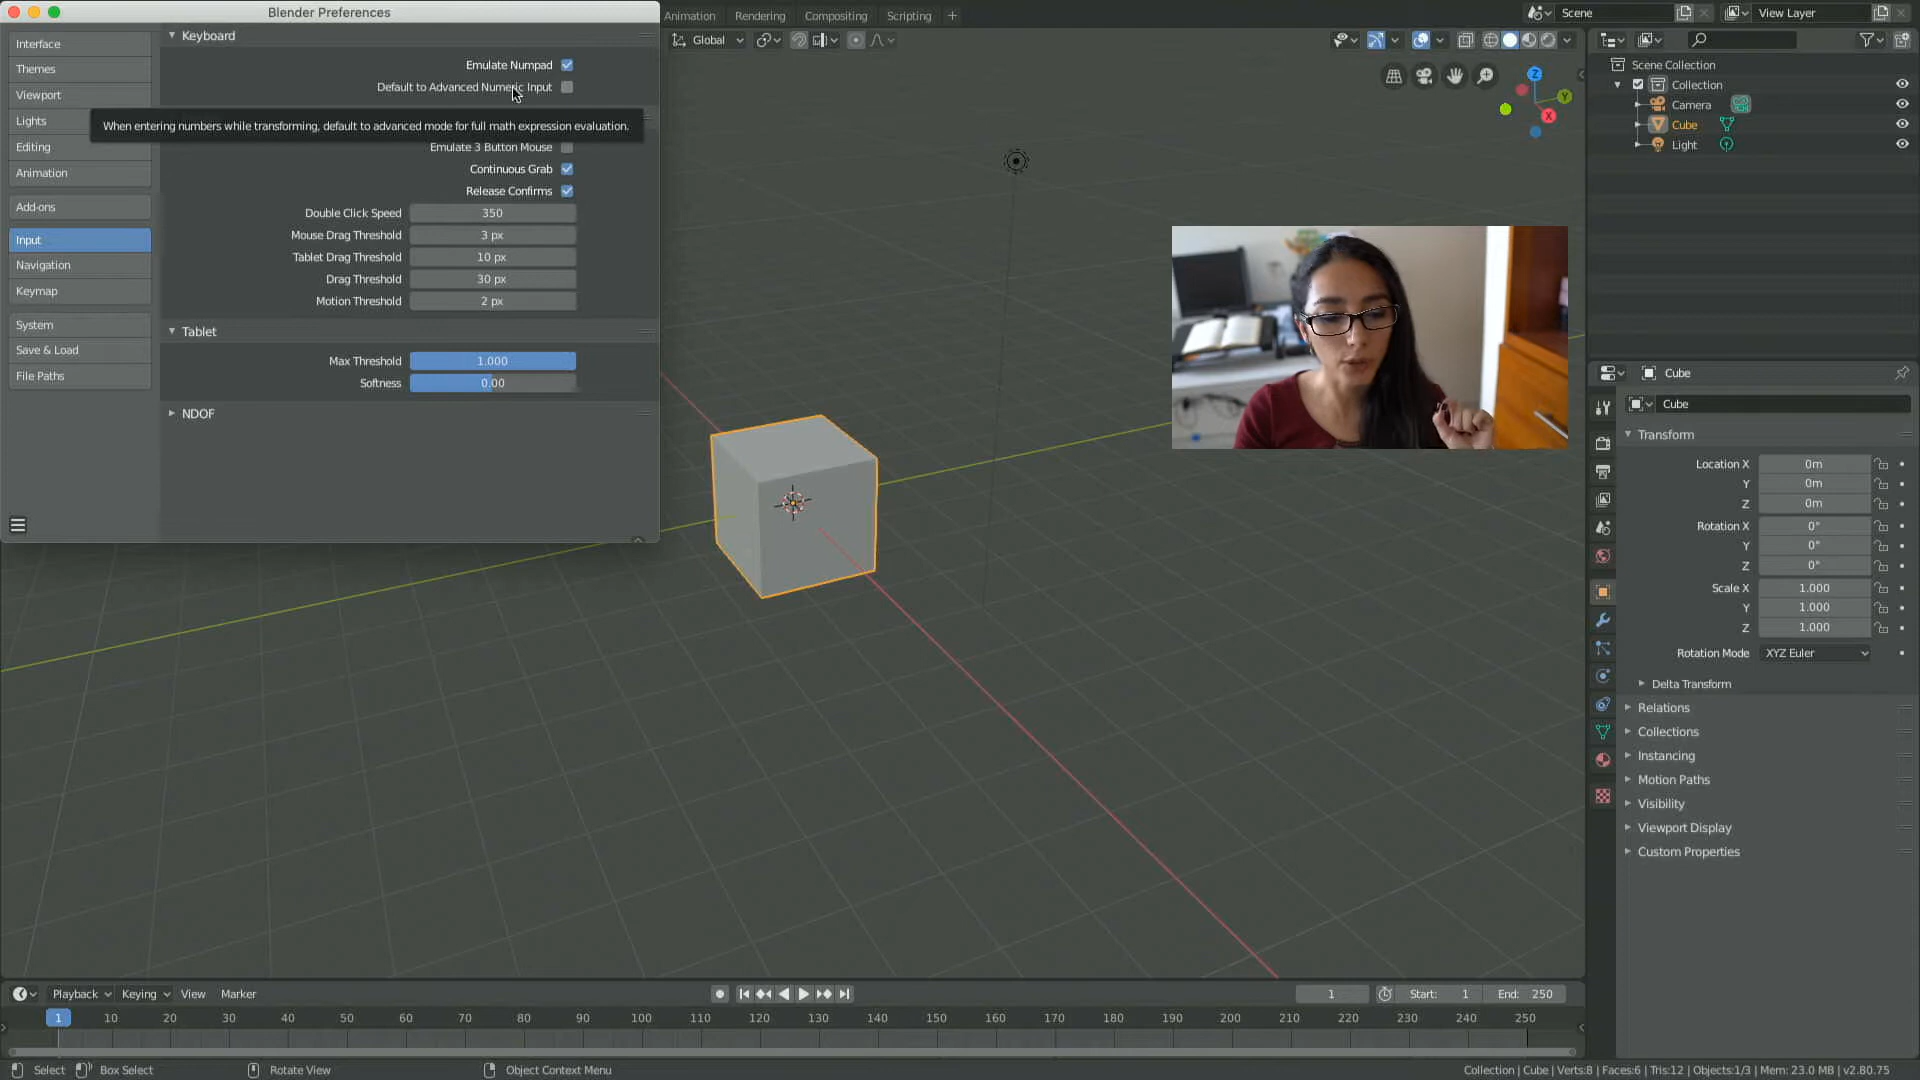 Blender Preferences
Animation Rendering Compositing Scripting +
Scene
View Layer
Interface
Themes
Viewport
Lights
Editing
Animation
Add-ons
Input
Navigation
Keymap
System
Save & Load
File Paths
Keyboard
Emulate Numpad
Default to Advanced Numeric Input
When entering numbers while transforming, default to advanced mode for full math expression evaluation.
Emulate 3 Button Mouse
Continuous Grab
Release Confirms
Double Click Speed 350
Mouse Drag Threshold 3 px
Tablet Drag Threshold 10 px
Drag Threshold 30 px
Motion Threshold 2 px
Tablet
Max Threshold 1.000
Softness 0.00
NDOF
Global
Z
Y
X
Scene Collection
Collection
Camera
Cube
Light
Cube
Cube
Transform
Location X 0m
Y 0m
Z 0m
Rotation X 0°
Y 0°
Z 0°
Scale X 1.000
Y 1.000
Z 1.000
Rotation Mode XYZ Euler
Delta Transform
Relations
Collections
Instancing
Motion Paths
Visibility
Viewport Display
Custom Properties
Playback Keying View Marker
1 Start: 1 End: 250
1 10 20 30 40 50 60 70 80 90 100 110 120 130 140 150 160 170 180 190 200 210 220 230 240 250
Select Box Select Rotate View Object Context Menu
Collection | Cube | Verts:8 | Faces:6 | Tris:12 | Objects:1/3 | Mem: 23.0 MB | v2.80.75